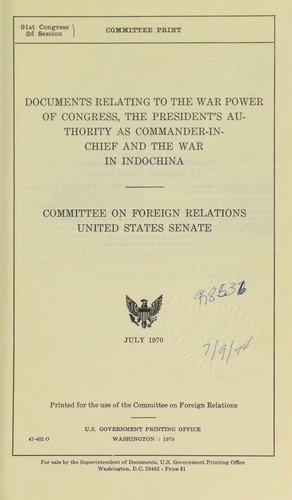 91st Congress
2d Session
COMMITTEE PRINT
DOCUMENTS RELATING TO THE WAR POWER
OF CONGRESS, THE PRESIDENT'S AU-
THORITY AS COMMANDER-IN-
CHIEF AND THE WAR
IN INDOCHINA
COMMITTEE ON FOREIGN RELATIONS
UNITED STATES SENATE
JULY 1970
Printed for the use of the Committee on Foreign Relations
U.S. GOVERNMENT PRINTING OFFICE
47-402 O
WASHINGTON : 1970
For sale by the Superintendent of Documents, U.S. Government Printing Office
Washington, D.C. 20402 - Price $1